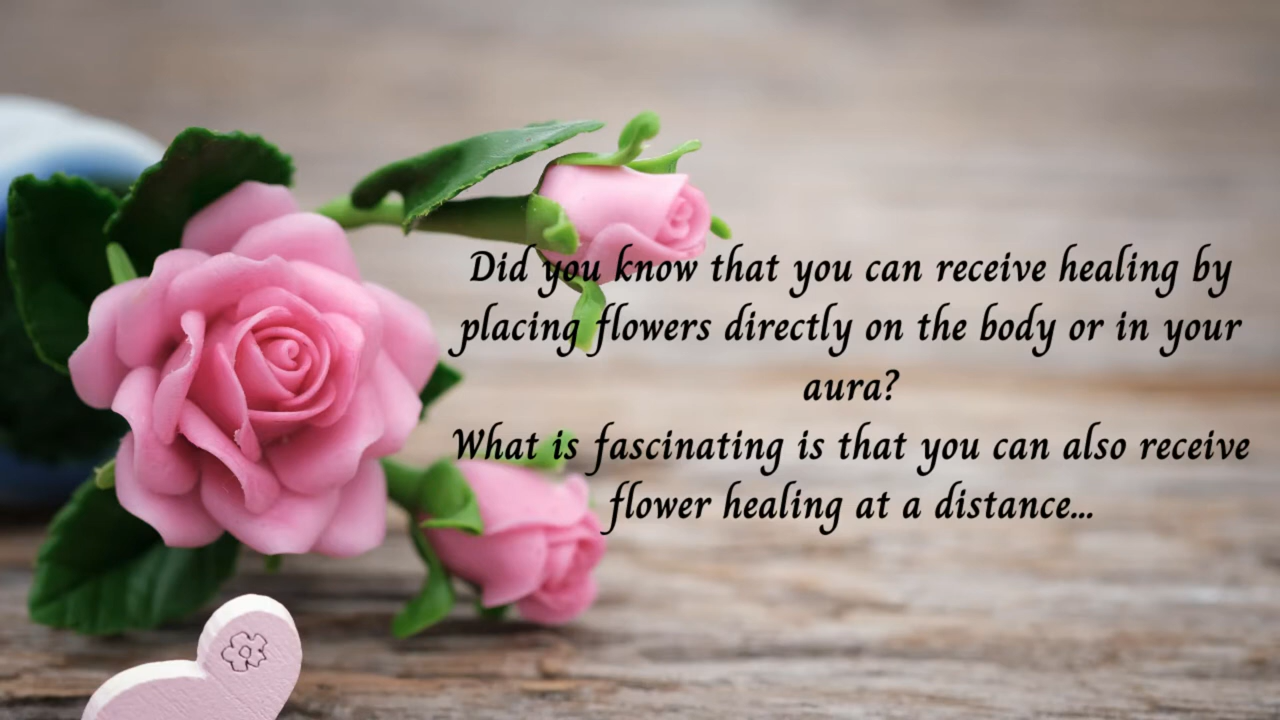 Did you know that you can receive healing by
placing flowers directly on the body or in your
aura?
What is fascinating is that you can also receive
flower healing at a distance...